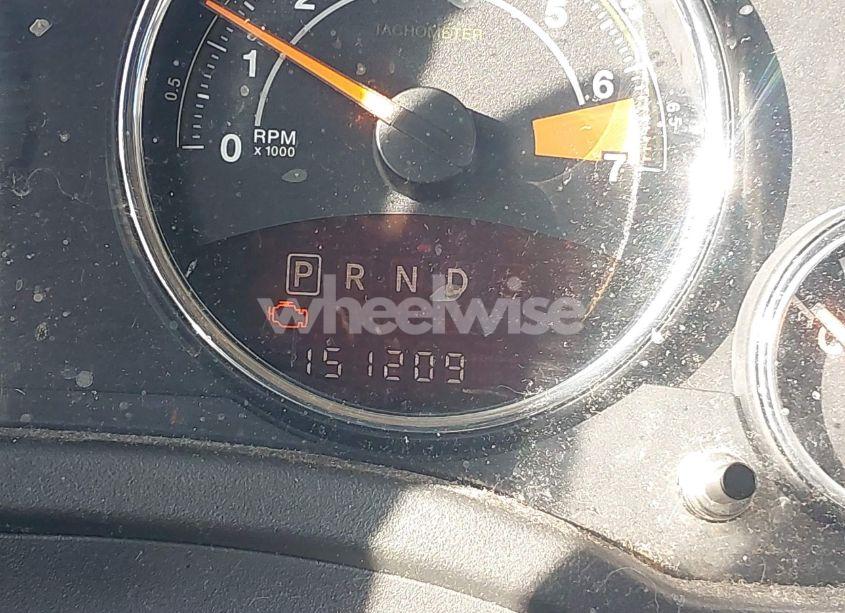 2
5
TACHOMETER
1
0.5
6
6.5
0
RPM
x 1000
7
P R N D
wheelwise
151209